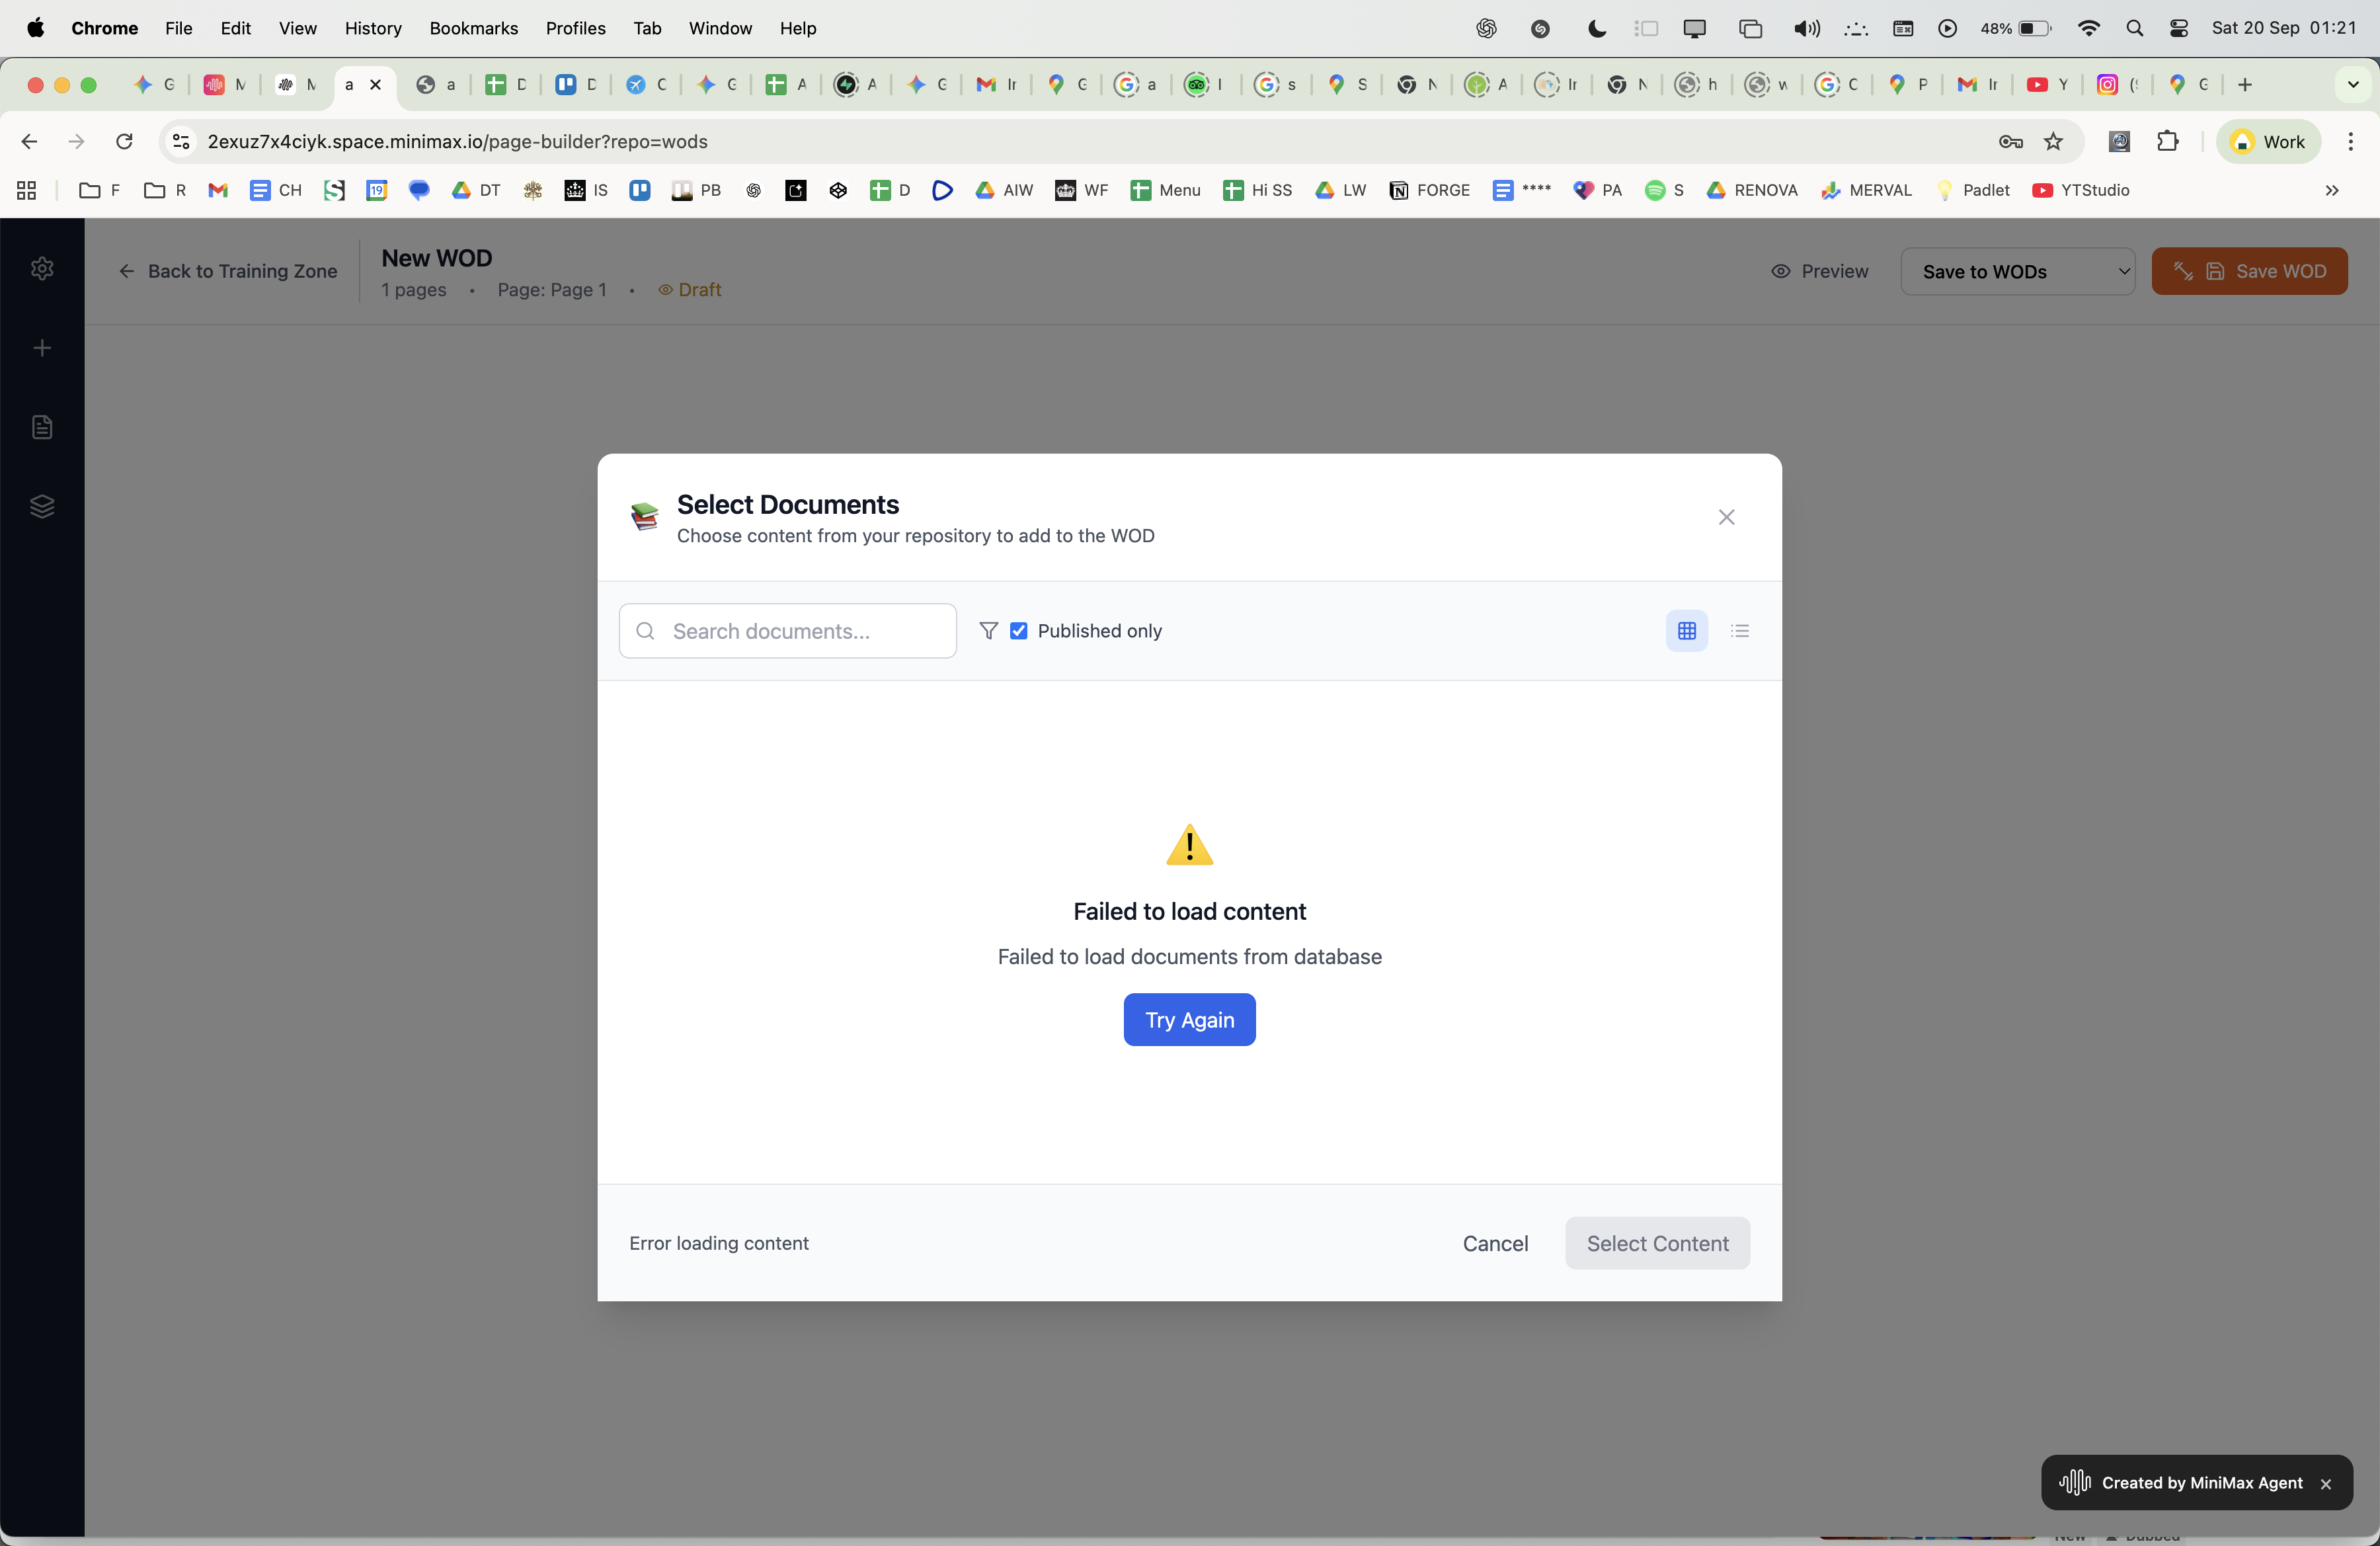 Chrome File Edit View History Bookmarks Profiles Tab Window Help 48% Sat 20 Sep 01:21
G M M a a D D C G A A G Ir G a I s S N A Ir N h w C P Ir Y (! G
2exuz7x4ciyk.space.minimax.io/page-builder?repo=wods Work
F R CH 19 DT IS PB D AIW WF Menu Hi SS LW FORGE **** PA S RENOVA MERVAL Padlet YTStudio
Back to Training Zone
New WOD
1 pages • Page: Page 1 • Draft
Preview
Save to WODs
Save WOD
Select Documents
Choose content from your repository to add to the WOD
Search documents...
Published only
Failed to load content
Failed to load documents from database
Try Again
Error loading content
Cancel
Select Content
Created by MiniMax Agent